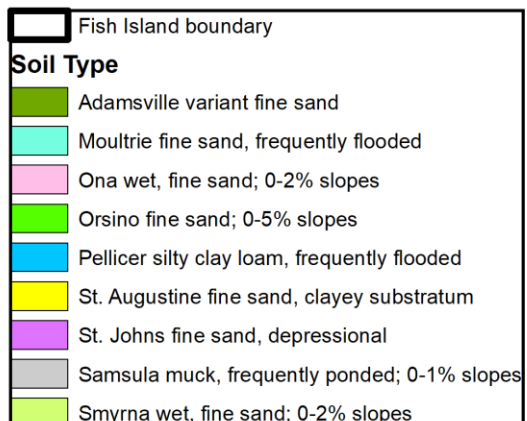 Fish Island boundary
Soil Type
Adamsville variant fine sand
Moultrie fine sand, frequently flooded
Ona wet, fine sand; 0-2% slopes
Orsino fine sand; 0-5% slopes
Pellicer silty clay loam, frequently flooded
St. Augustine fine sand, clayey substratum
St. Johns fine sand, depressional
Samsula muck, frequently ponded; 0-1% slopes
Smyrna wet, fine sand; 0-2% slopes